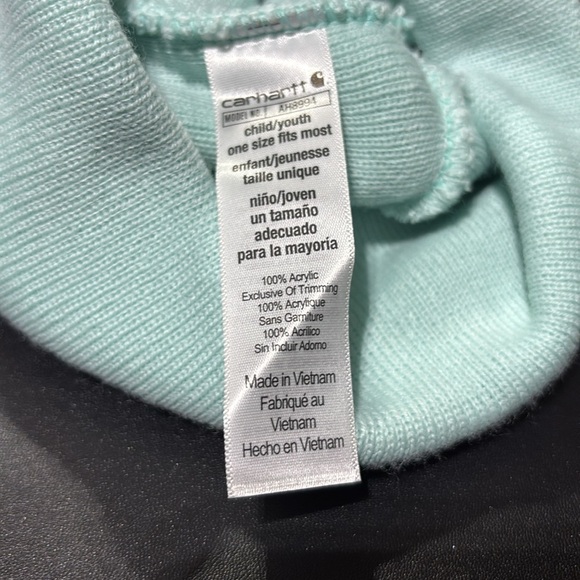 carhartt
MODEL NO. AH8994
child/youth
one size fits most
enfant/jeunesse
taille unique
niño/joven
un tamaño
adecuado
para la mayoría
100% Acrylic
Exclusive Of Trimming
100% Acrylique
Sans Garniture
100% Acrilico
Sin Incluir Adorno
Made in Vietnam
Fabriqué au
Vietnam
Hecho en Vietnam